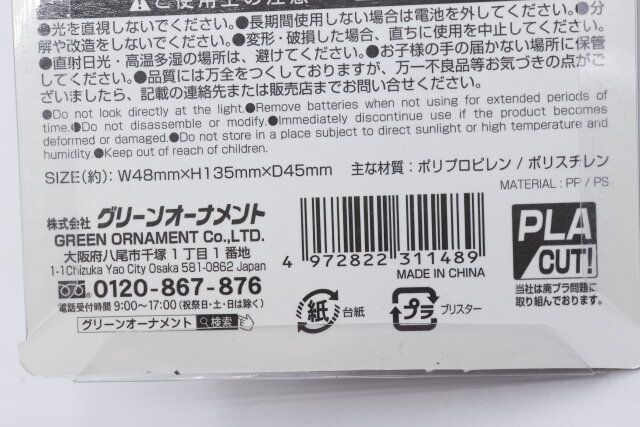 ご使用上の注意
●光を直視しないでください。●長期間使用しない場合は電池を外してください。●分
解や改造をしないでください。●変形・破損した場合、直ちに使用を中止してください。
●直射日光・高温多湿の場所は、避けてください。●お子様の手の届かない場所に保管
してください。●品質には万全をつくしておりますが、万一不良品等お気づきの点がご
ざいましたら、記載の連絡先または販売店までお問い合せください。
●Do not look directly at the light.●Remove batteries when not using for extended periods of
time.●Do not disassemble or modify.●Immediately discontinue use if the product becomes
deformed or damaged.●Do not store in a place subject to direct sunlight or high temperature and
humidity.●Keep out of reach of children.
SIZE(約): W48mm×H135mm×D45mm 主な材質:ポリプロピレン / ポリスチレン
MATERIAL : PP / PS
株式会社 グリーンオーナメント
GREEN ORNAMENT Co.,LTD.
大阪府八尾市千塚1丁目1番地
1-1Chizuka Yao City Osaka 581-0862 Japan
0120-867-876
電話受付時間 9:00〜17:00 (祝祭日・土・日は除く)
グリーンオーナメント 検索
4 972822 311489
MADE IN CHINA
紙 台紙
プラ ブリスター
PLA
CUT!
当社は廃プラ問題に
取り組んでおります。